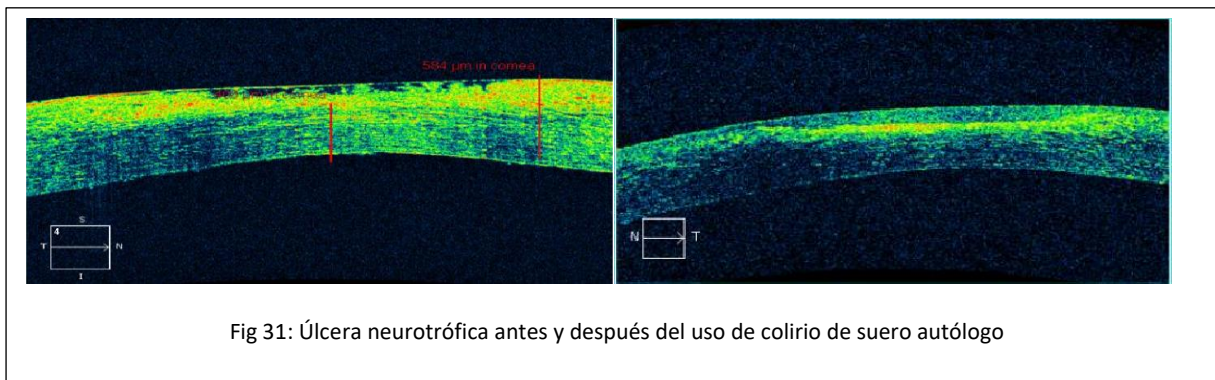 584 µm in cornea
S
4
T N
I
N T
Fig 31: Úlcera neurotrófica antes y después del uso de colirio de suero autólogo